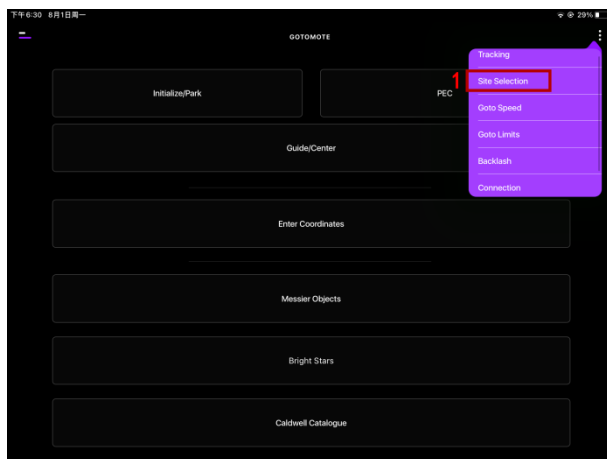 下午6:30 8月1日周一
29%
GOTOMOTE
Tracking
1
Site Selection
Goto Speed
Goto Limits
Backlash
Connection
Initialize/Park
PEC
Guide/Center
Enter Coordinates
Messier Objects
Bright Stars
Caldwell Catalogue